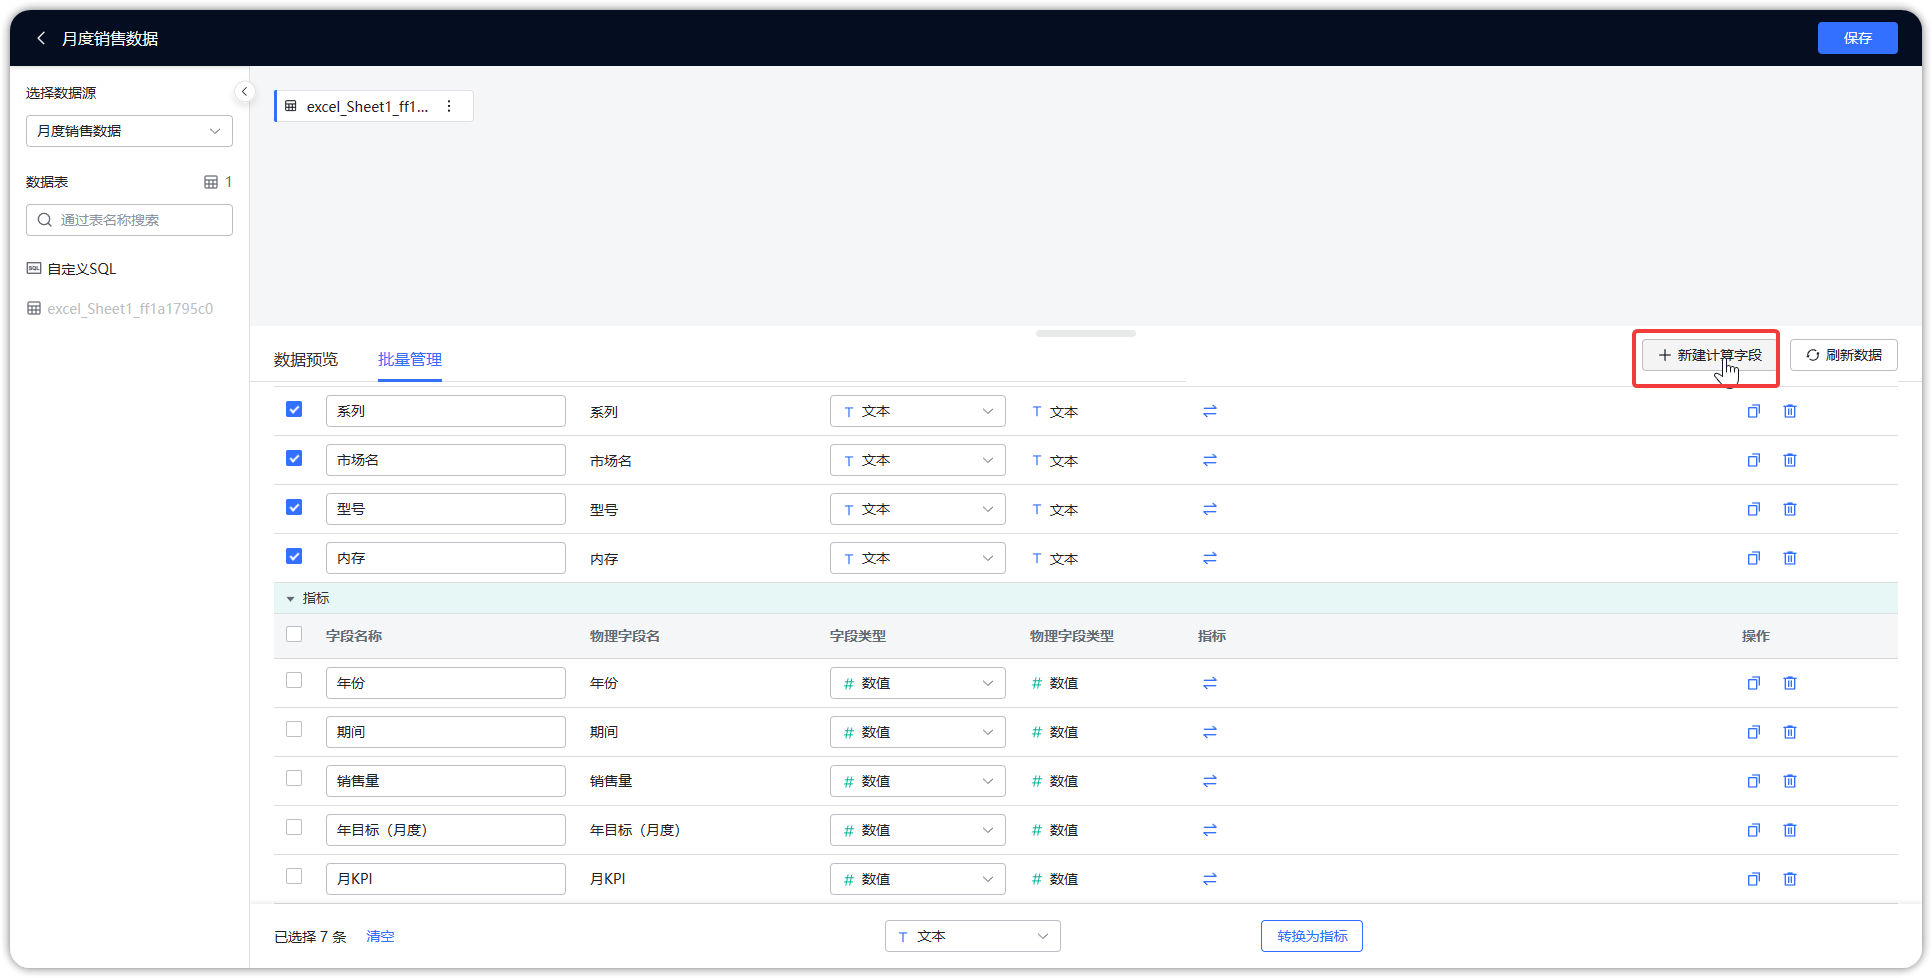 月度销售数据
保存
选择数据源
月度销售数据
数据表
1
通过表名称搜索
SQL
自定义SQL
excel_Sheet1_ff1a1795c0
excel_Sheet1_ff1...
数据预览
批量管理
新建计算字段
刷新数据
系列 系列 T 文本 T 文本
市场名 市场名 T 文本 T 文本
型号 型号 T 文本 T 文本
内存 内存 T 文本 T 文本
指标
字段名称 物理字段名 字段类型 物理字段类型 指标 操作
年份 年份 # 数值 # 数值
期间 期间 # 数值 # 数值
销售量 销售量 # 数值 # 数值
年目标（月度） 年目标（月度） # 数值 # 数值
月KPI 月KPI # 数值 # 数值
已选择 7 条 清空 T 文本 转换为指标